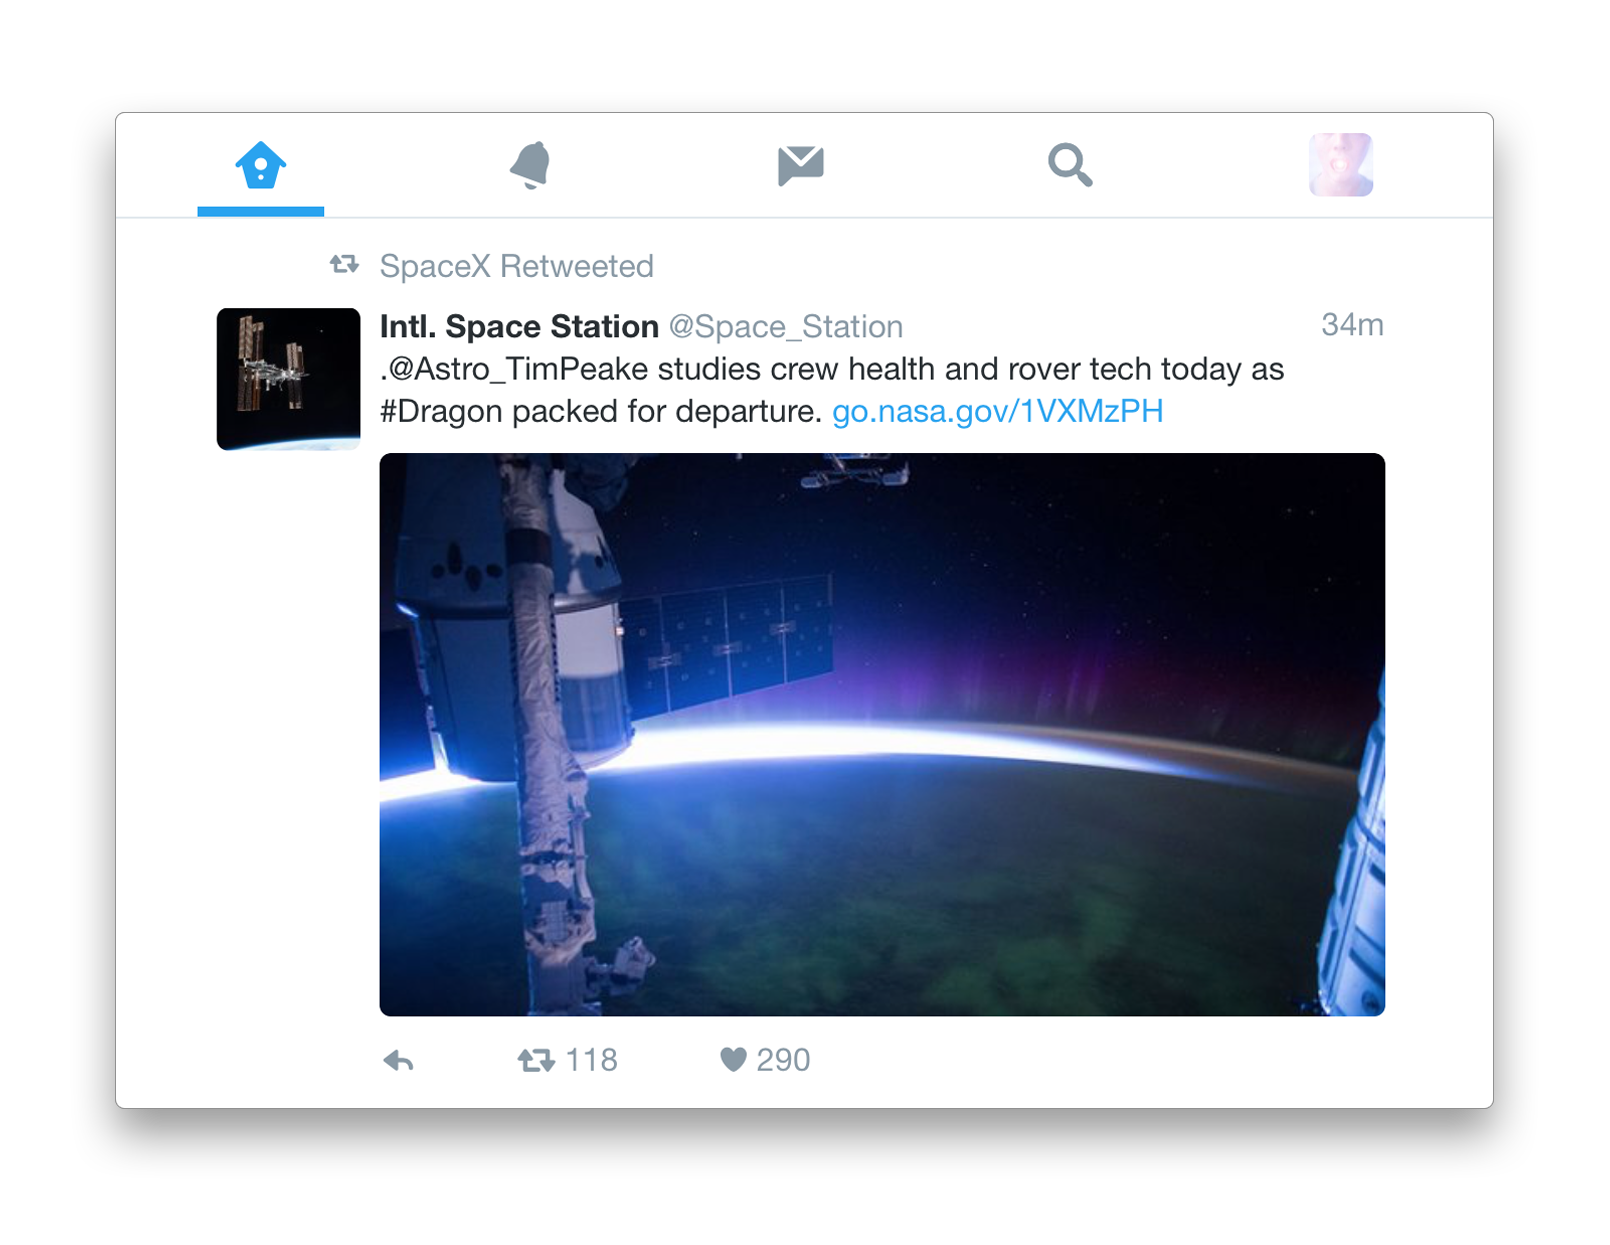 SpaceX Retweeted
Intl. Space Station @Space_Station 34m
.@Astro_TimPeake studies crew health and rover tech today as
#Dragon packed for departure. go.nasa.gov/1VXMzPH
118 290